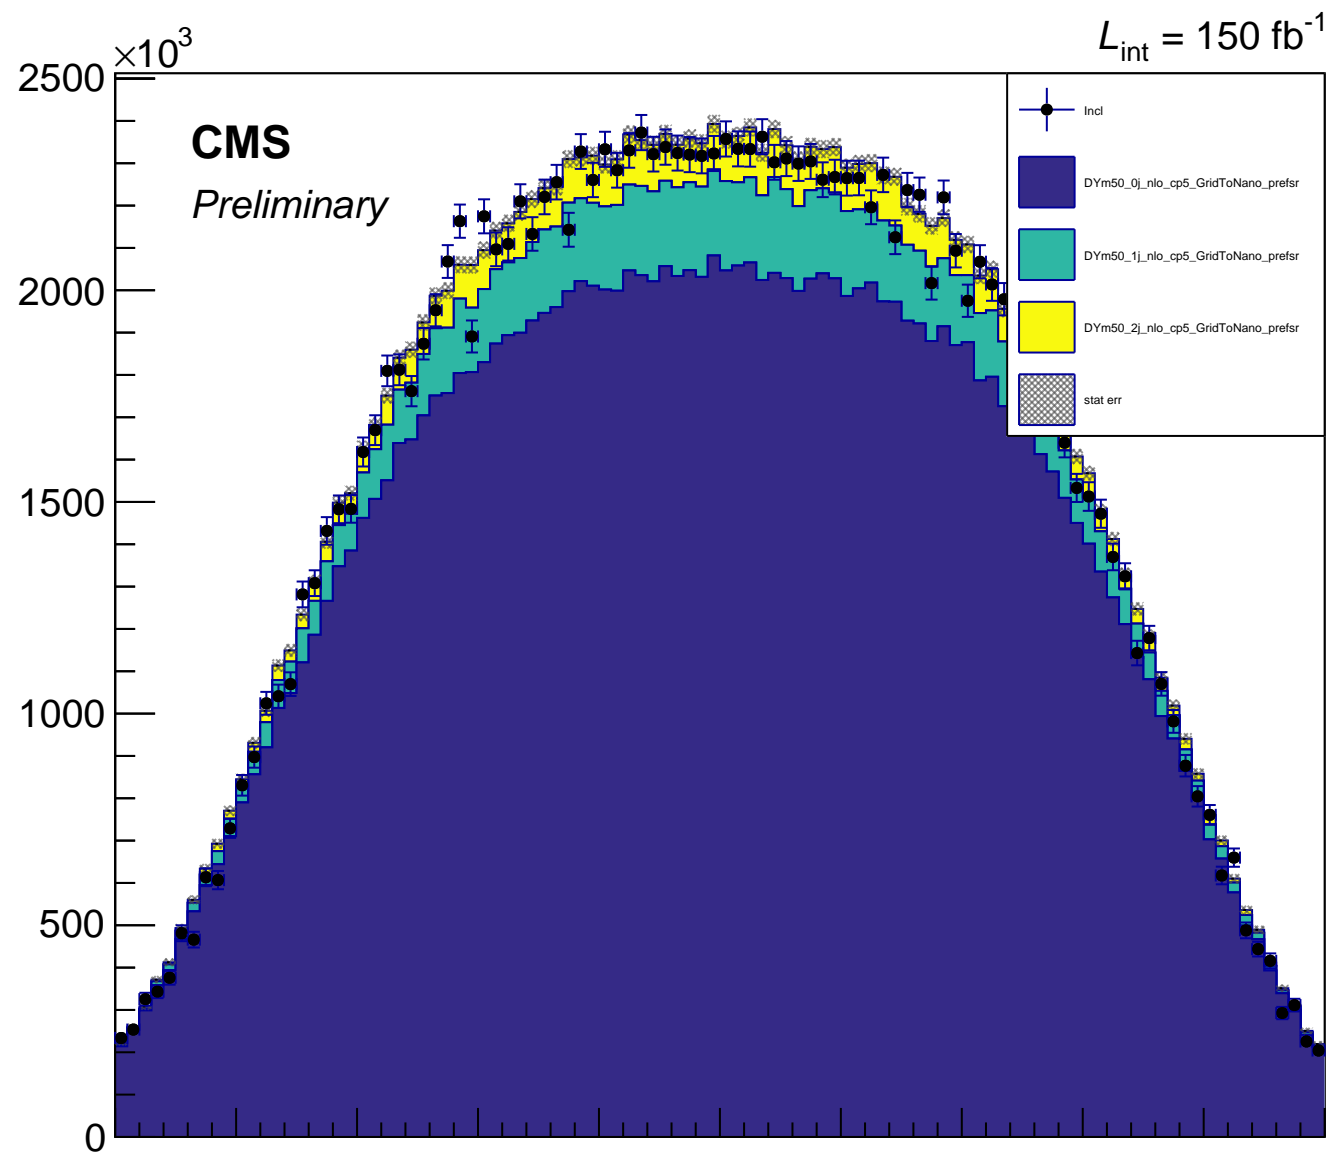 ×10³
L_int = 150 fb⁻¹
2500
CMS
Preliminary
Incl
DYm50_0j_nlo_cp5_GridToNano_prefsr
DYm50_1j_nlo_cp5_GridToNano_prefsr
DYm50_2j_nlo_cp5_GridToNano_prefsr
stat err
2000
1500
1000
500
0